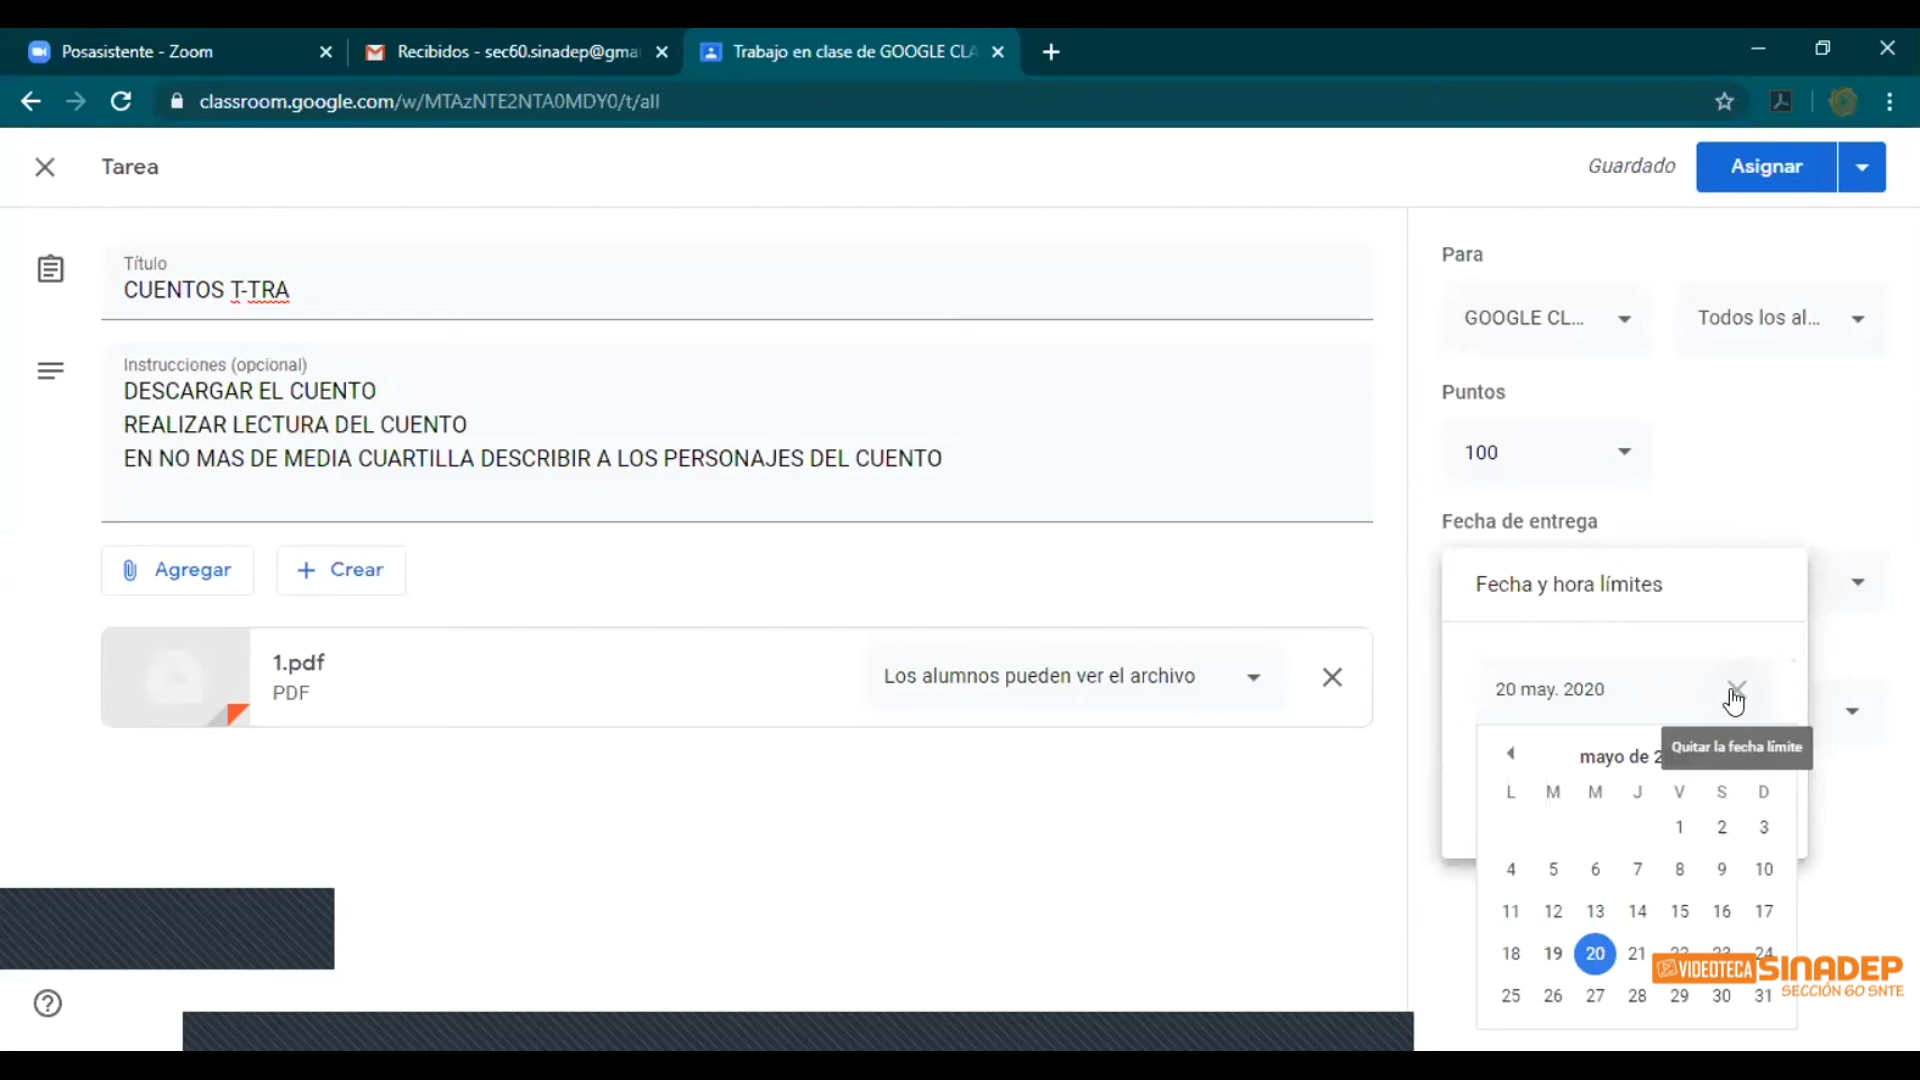 Posasistente - Zoom
Recibidos - sec60.sinadep@gma
Trabajo en clase de GOOGLE CLA
classroom.google.com/w/MTAzNTE2NTA0MDY0/t/all
Tarea
Guardado
Asignar
Título
CUENTOS T-TRA
Instrucciones (opcional)
DESCARGAR EL CUENTO
REALIZAR LECTURA DEL CUENTO
EN NO MAS DE MEDIA CUARTILLA DESCRIBIR A LOS PERSONAJES DEL CUENTO
Agregar
Crear
1.pdf
PDF
Los alumnos pueden ver el archivo
Para
GOOGLE CL...
Todos los al...
Puntos
100
Fecha de entrega
Fecha y hora límites
20 may. 2020
Quitar la fecha límite
mayo de 2
L M M J V S D
1 2 3
4 5 6 7 8 9 10
11 12 13 14 15 16 17
18 19 20 21 22 23 24
25 26 27 28 29 30 31
VIDEOTECA SINADEP
SECCIÓN 60 SNTE